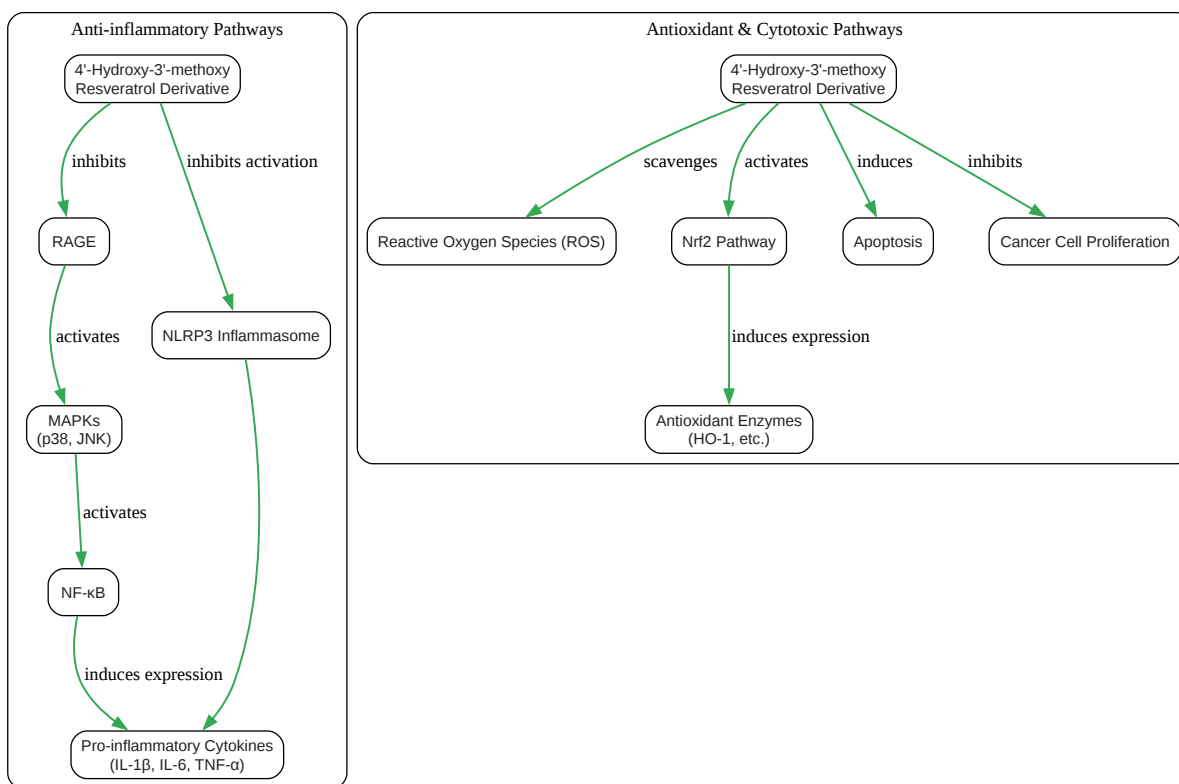 Anti-inflammatory Pathways
4'-Hydroxy-3'-methoxy
Resveratrol Derivative
inhibits
inhibits activation
RAGE
activates
NLRP3 Inflammasome
MAPKs
(p38, JNK)
activates
NF-κB
induces expression
Pro-inflammatory Cytokines
(IL-1β, IL-6, TNF-α)
Antioxidant & Cytotoxic Pathways
4'-Hydroxy-3'-methoxy
Resveratrol Derivative
scavenges
activates
induces
inhibits
Reactive Oxygen Species (ROS)
Nrf2 Pathway
Apoptosis
Cancer Cell Proliferation
induces expression
Antioxidant Enzymes
(HO-1, etc.)